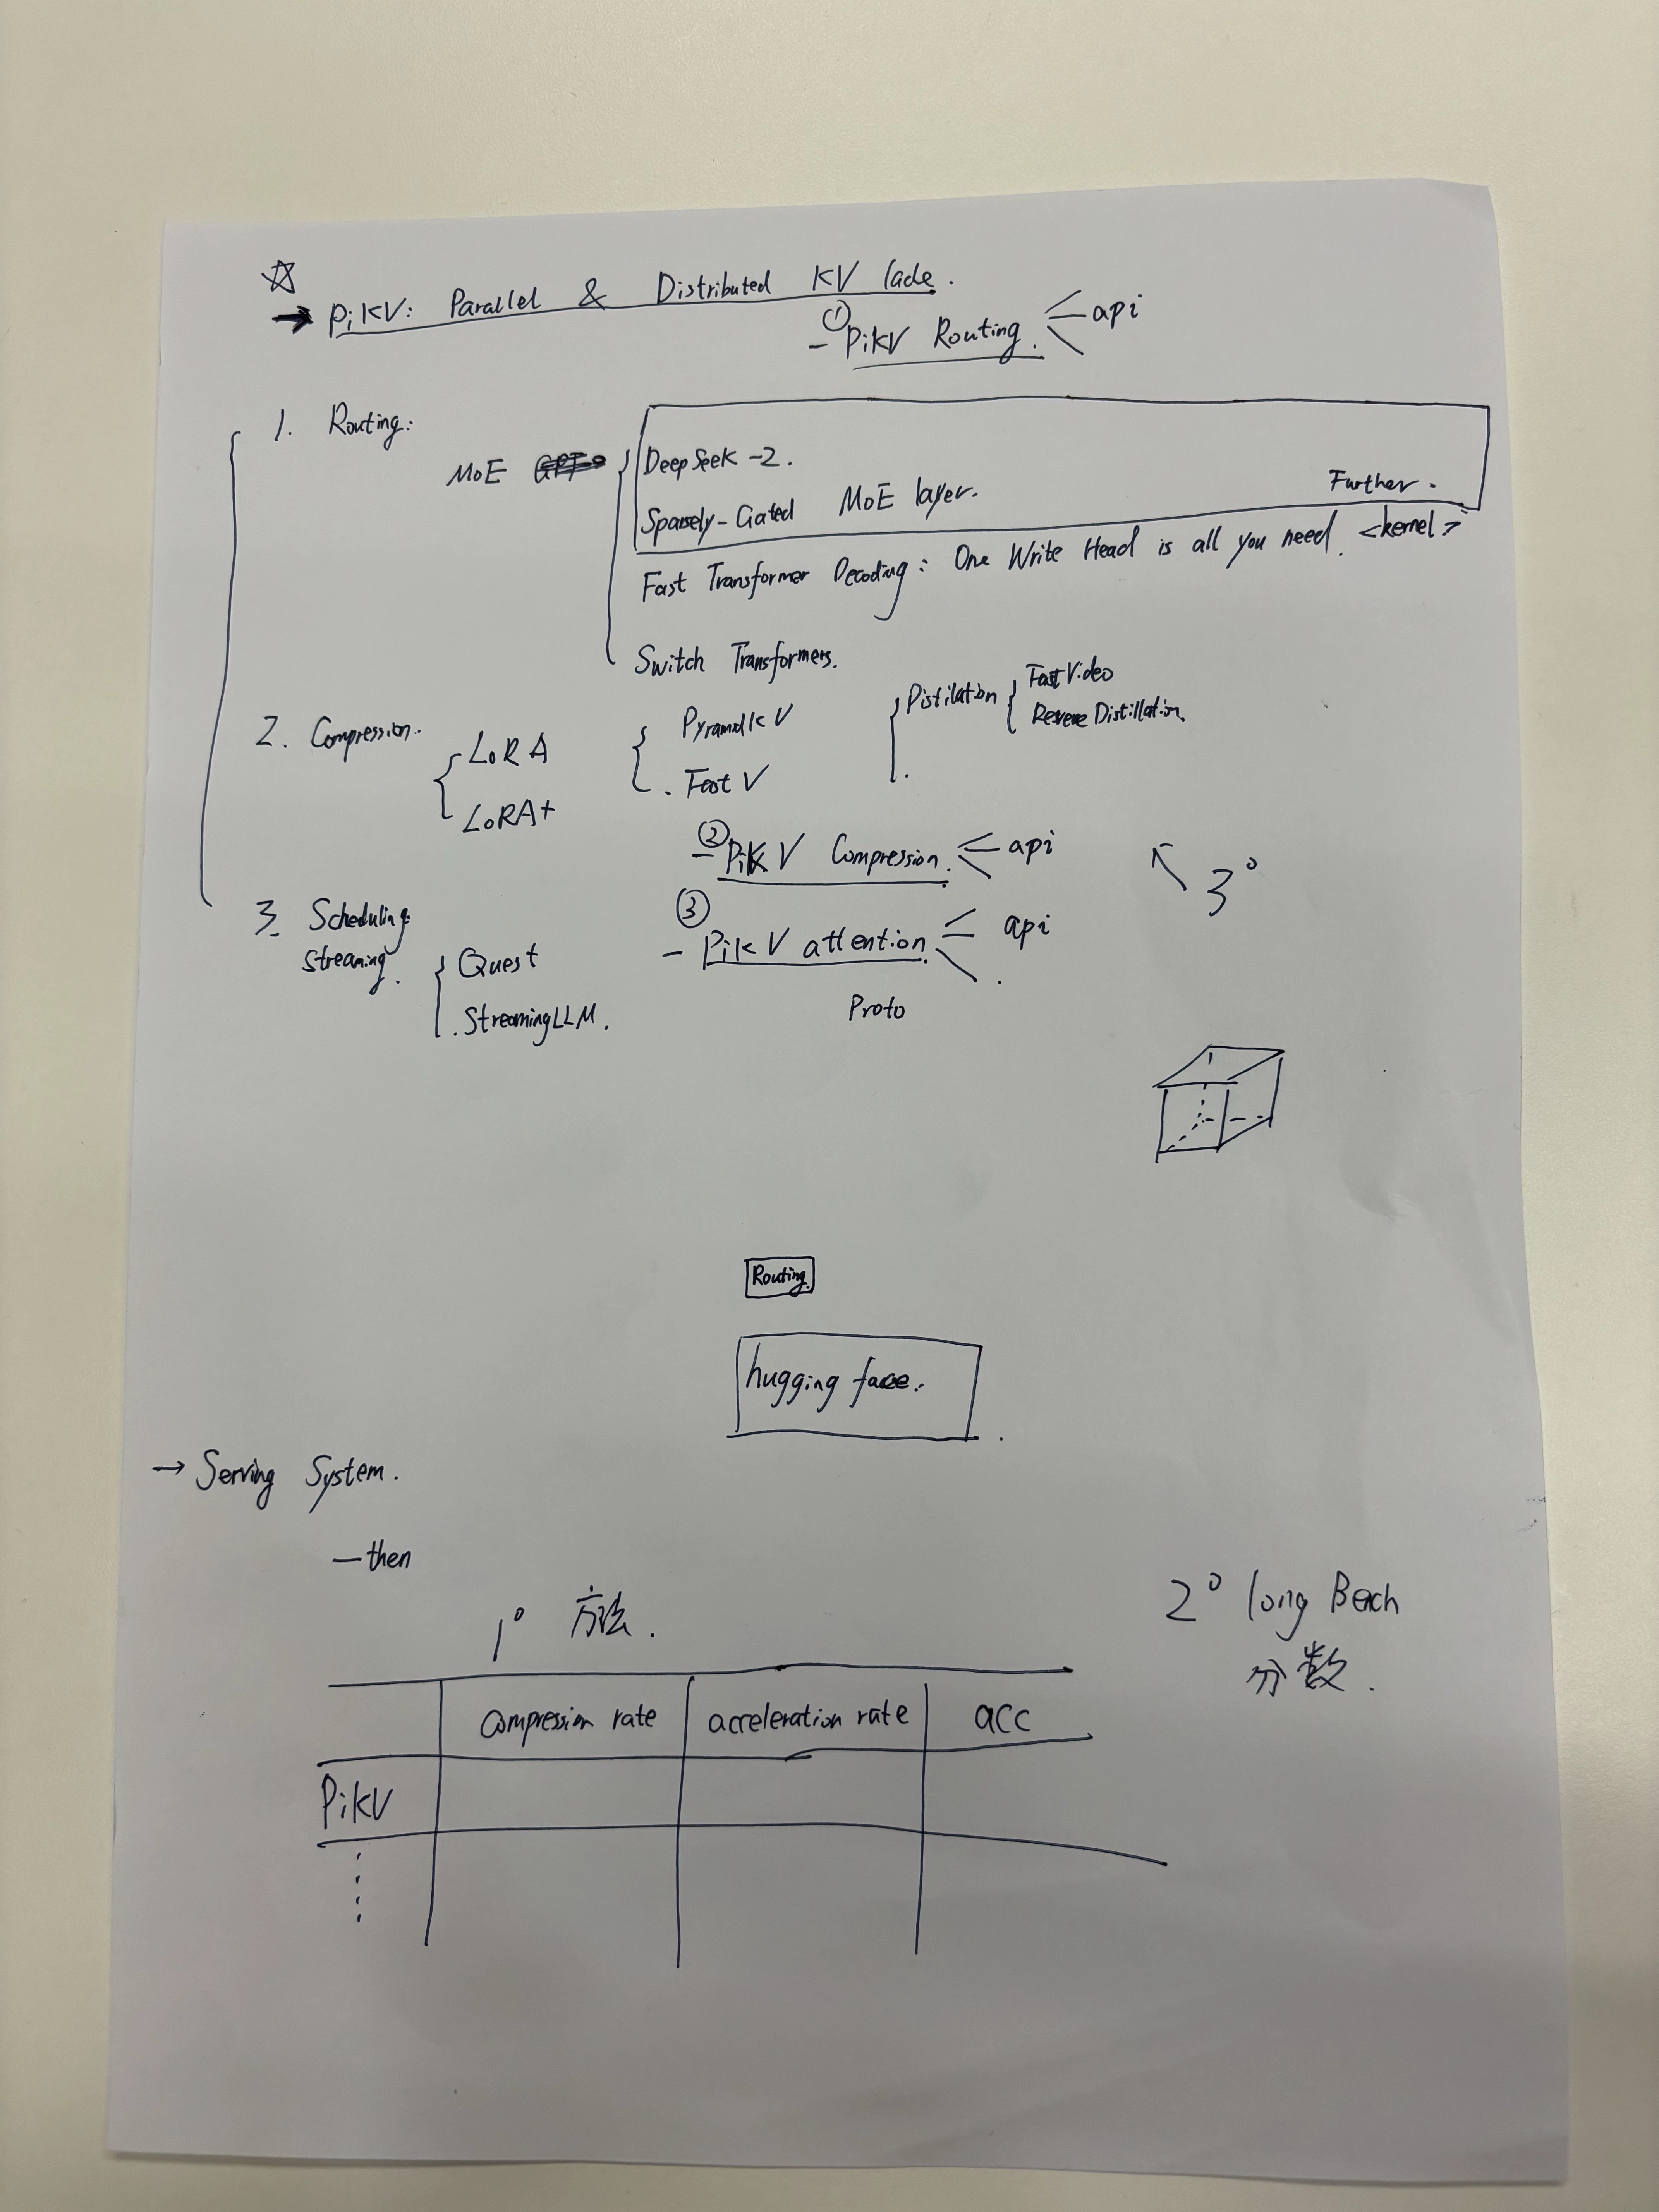 PiKV: Parallel & Distributed KV Cache.
① - PiKV Routing. api
1. Routing:
MoE
DeepSeek-2.
Sparsely-Gated MoE layer. Further.
Fast Transformer Decoding: One Write Head is all you need. <kernel>
Switch Transformers.
2. Compression.
LoRA
LoRA+
PyramidKV
FastV
Distilation
FastVideo
Revere Distillation.
② - PiKV Compression. api
3°
③ - PiKV attention. api
3. Scheduling
Streaming.
Quest
StreamingLLM.
Proto
Routing.
hugging face.
→ Serving System.
- then
1° 方法.
2° long Bench
分数.
compression rate acceleration rate acc
PiKV